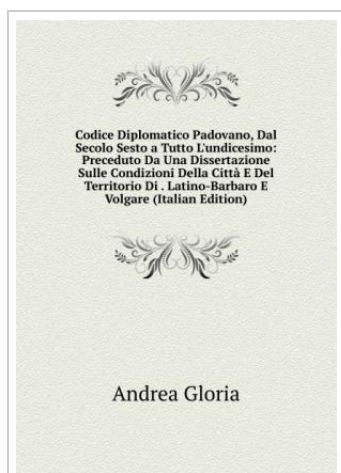 Codice Diplomatico Padovano, Dal
Secolo Sesto a Tutto L'undicesimo:
Preceduto Da Una Dissertazione
Sulle Condizioni Della Città E Del
Territorio Di . Latino-Barbaro E
Volgare (Italian Edition)
Andrea Gloria